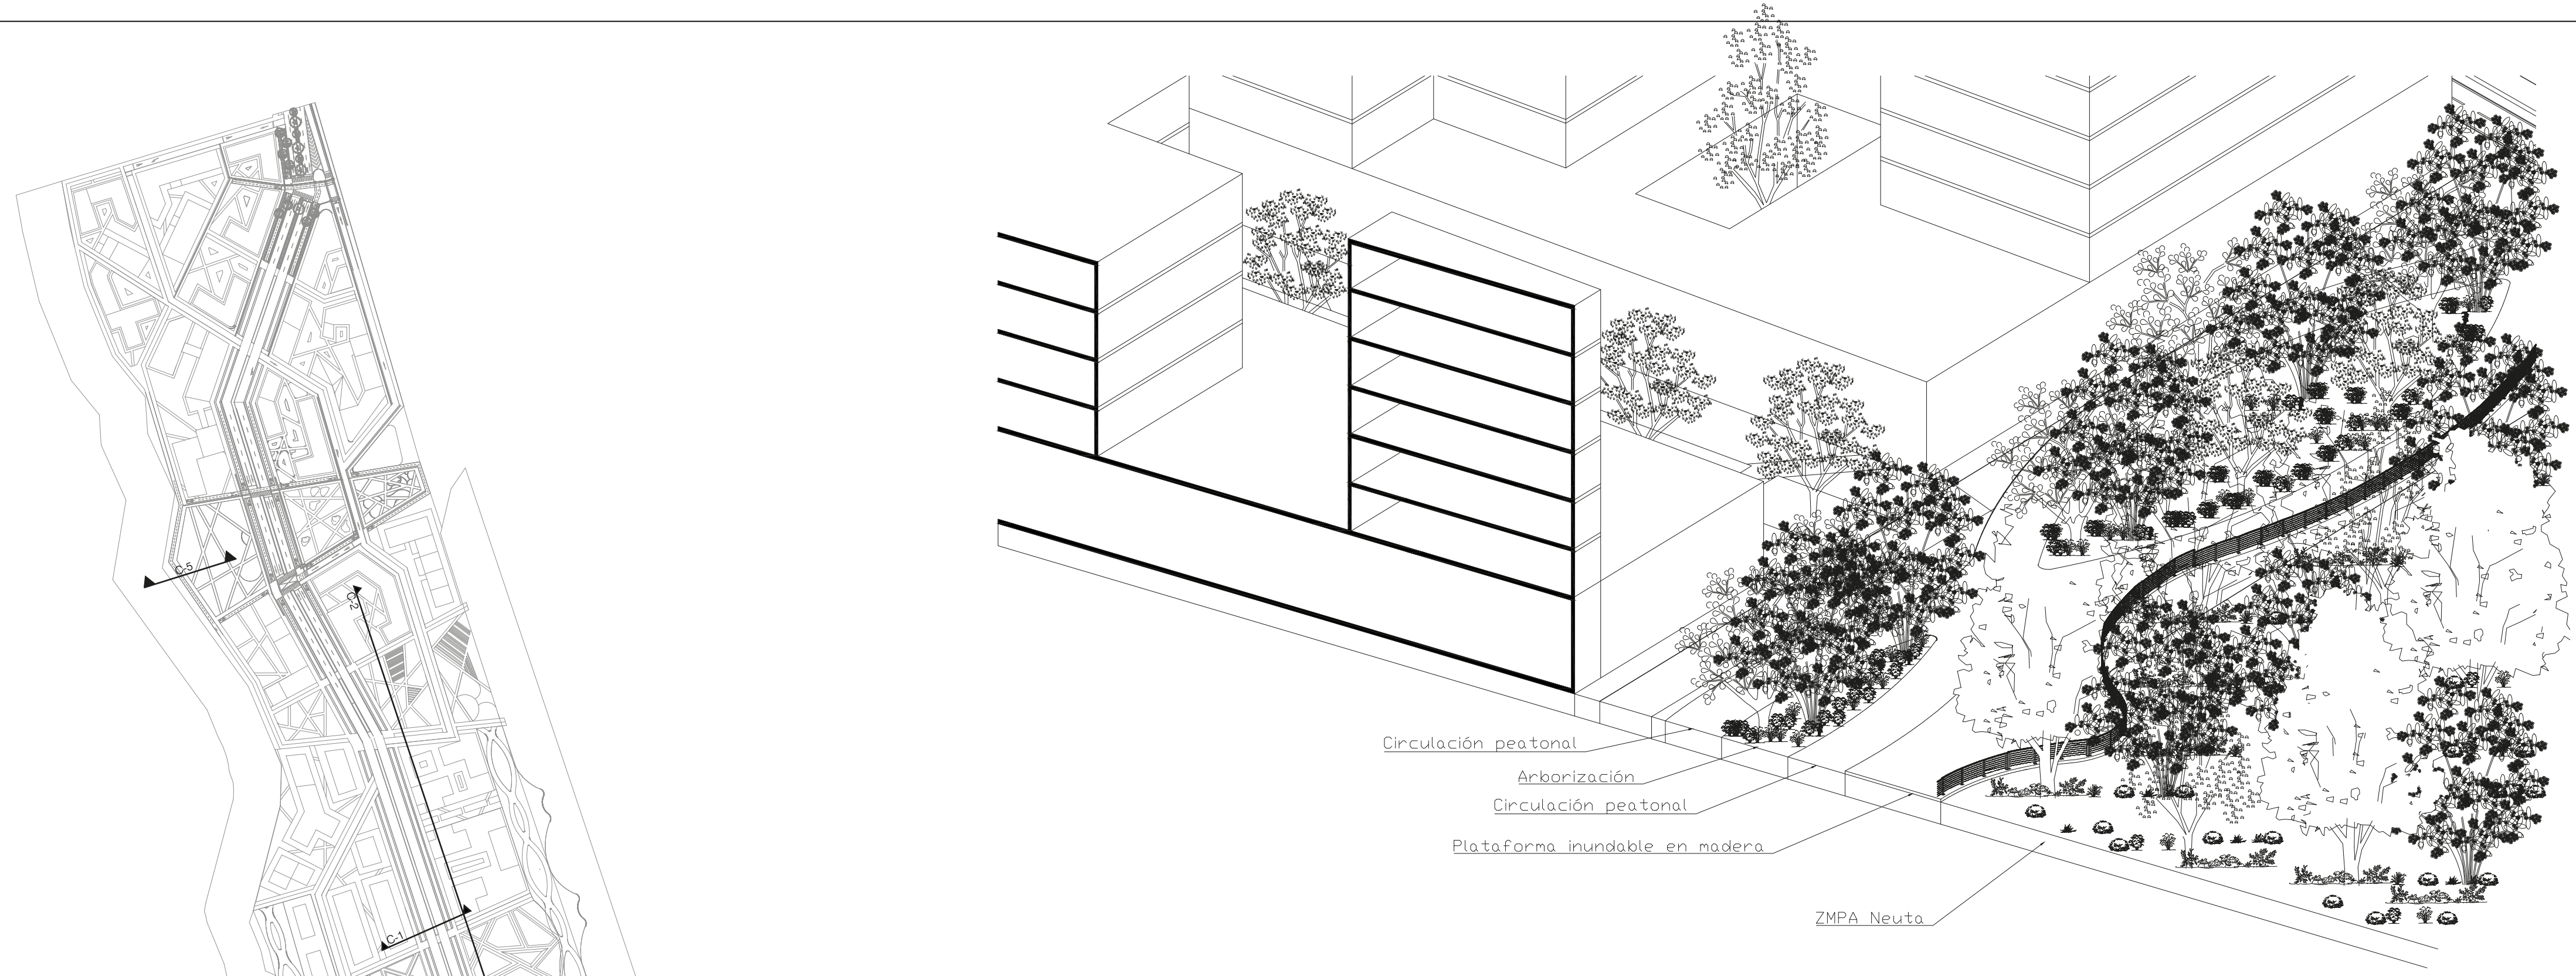 C-5
C-2
C-1
Circulación peatonal
Arborización
Circulación peatonal
Plataforma inundable en madera
ZMPA Neuta